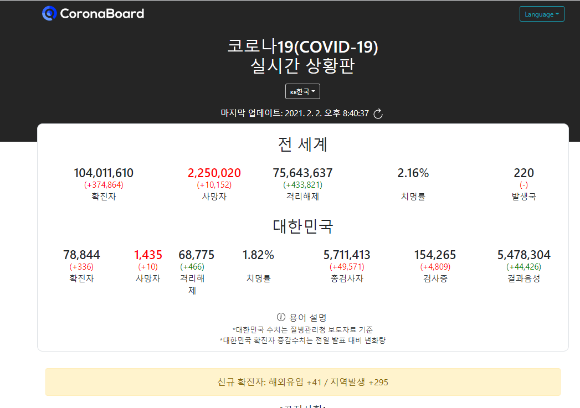 CoronaBoard
Language
코로나19(COVID-19)
실시간 상황판
한국
마지막 업데이트: 2021. 2. 2. 오후 8:40:37
전 세계
104,011,610 2,250,020 75,643,637 2.16% 220
(+374,864) (+10,152) (+433,821) (-)
확진자 사망자 격리해제 치명률 발생국
대한민국
78,844 1,435 68,775 1.82% 5,711,413 154,265 5,478,304
(+336) (+10) (+466) (+49,571) (+4,809) (+44,426)
확진자 사망자 격리해 치명률 총검사자 검사중 결과음성
제
용어 설명
*대한민국 수치는 질병관리청 보도자료 기준
*대한민국 확진자 증감수치는 전일 발표 대비 변화량
신규 확진자: 해외유입 +41 / 지역발생 +295